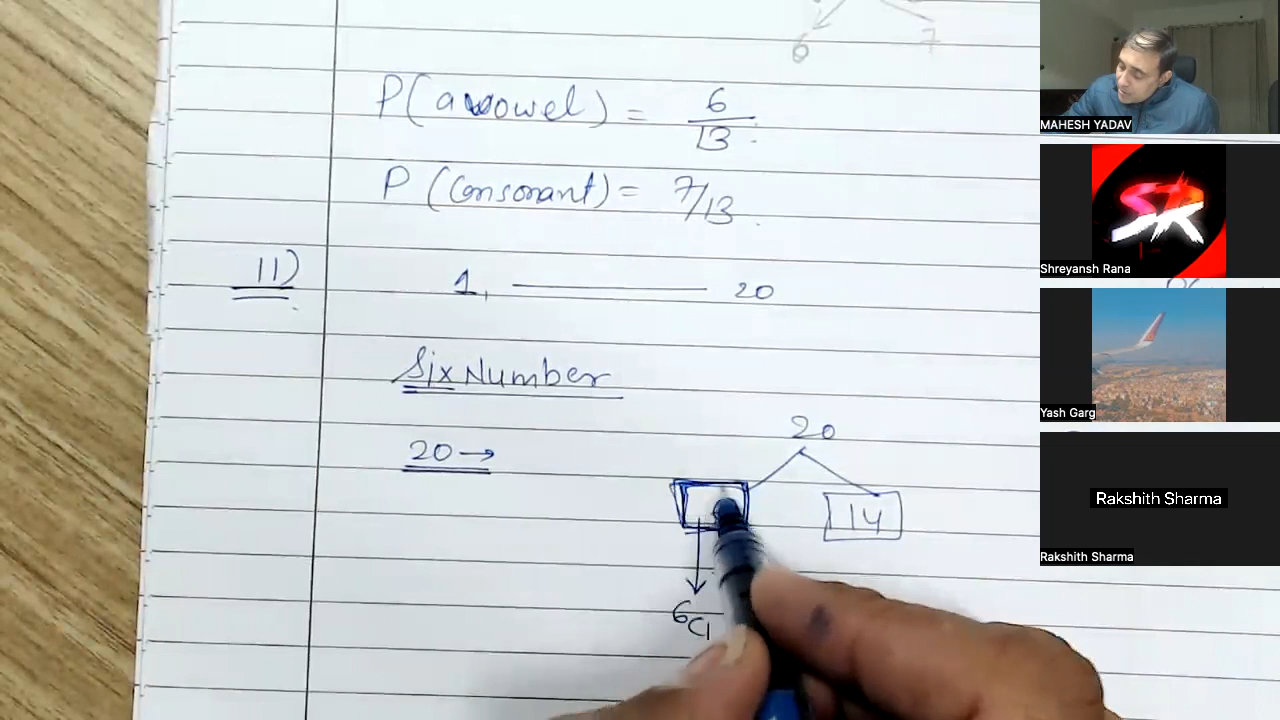 6 7
P(a vowel) = 6/13.
P(Consonant) = 7/13.
11) 1, 20
Six Number
20
20 →
14
6C1
MAHESH YADAV
SR
Shreyansh Rana
Yash Garg
Rakshith Sharma
Rakshith Sharma